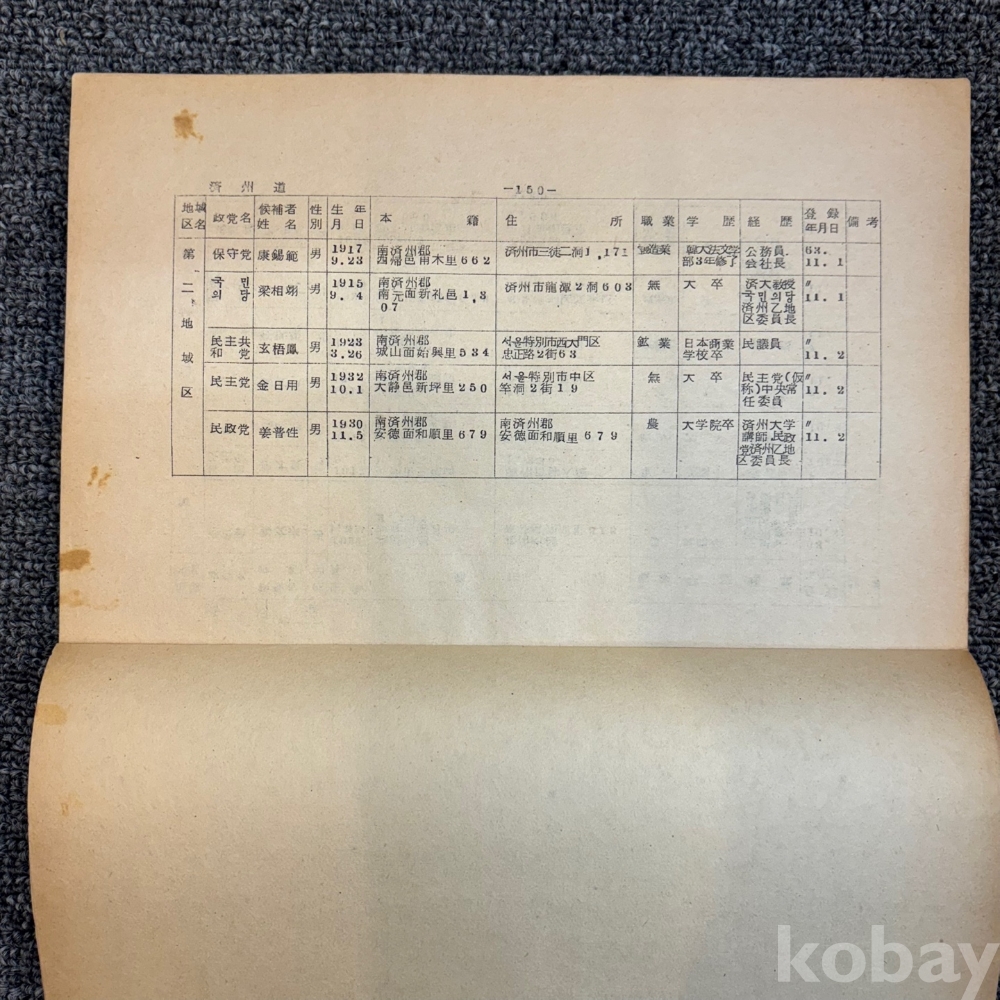 済州道 -150-
地域区名 政党名 候補者姓名 性別 生年月日 本籍 住所 職業 学歴 経歴 登録年月日 備考
第二地域区
保守党 康錫範 男 1917 9.23 南済州郡 西帰邑甫木里662 済州市三徒二洞1,171 製造業 文学部3年修了 公務員.会社長 63.11.1
국민의당 梁相翊 男 1915 9.4 南済州郡 南元面新礼邑1,307 済州市龍潭2洞603 無 大卒 済大教授 국民의당 済州乙地区委員長 〃 11.1
民主共和党 玄梧鳳 男 1923 3.26 南済州郡 城山面始興里534 서울特別市西大門区 忠正路2街63 鉱業 日本商業学校卒 民議員 〃 11.2
民主党 金日用 男 1932 10.1 南済州郡 大静邑新坪里250 서울特別市中区 竿洞2街19 無 大卒 民主党(仮称)中央常任委員 〃 11.2
民政党 姜普性 男 1930 11.5 南済州郡 安徳面和順里679 南済州郡 安徳面和順里679 農 大学院卒 済州大学講師.民政党済州乙地区委員長 〃 11.2
kobay